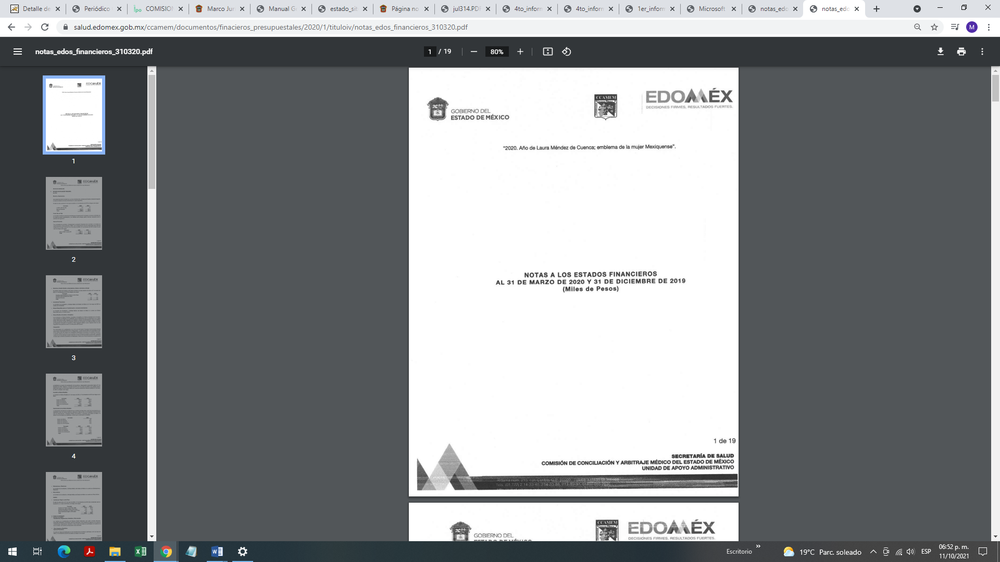 Detalle de
Periódico
ipo COMISION
Marco Jur
Manual Ge
estado_sit
Página no
jul314.PDF
4to_inform
4to_inform
1er_inform
Microsoft
notas_edo
notas_edo
salud.edomex.gob.mx/ccamem/documentos/finacieros_presupuestales/2020/1/tituloiv/notas_edos_financieros_310320.pdf
M
notas_edos_financieros_310320.pdf
1 / 19
80%
1
2
3
4
GOBIERNO DEL
ESTADO DE MÉXICO
CCAMEM
EDOMÉX
DECISIONES FIRMES, RESULTADOS FUERTES.
"2020. Año de Laura Méndez de Cuenca; emblema de la mujer Mexiquense".
NOTAS A LOS ESTADOS FINANCIEROS
AL 31 DE MARZO DE 2020 Y 31 DE DICIEMBRE DE 2019
(Miles de Pesos)
1 de 19
SECRETARÍA DE SALUD
COMISIÓN DE CONCILIACIÓN Y ARBITRAJE MÉDICO DEL ESTADO DE MÉXICO
UNIDAD DE APOYO ADMINISTRATIVO
GOBIERNO DEL
ESTADO DE MÉXICO
CCAMEM
EDOMÉX
DECISIONES FIRMES, RESULTADOS FUERTES.
Escritorio
19°C Parc. soleado
ESP
06:52 p. m.
11/10/2021